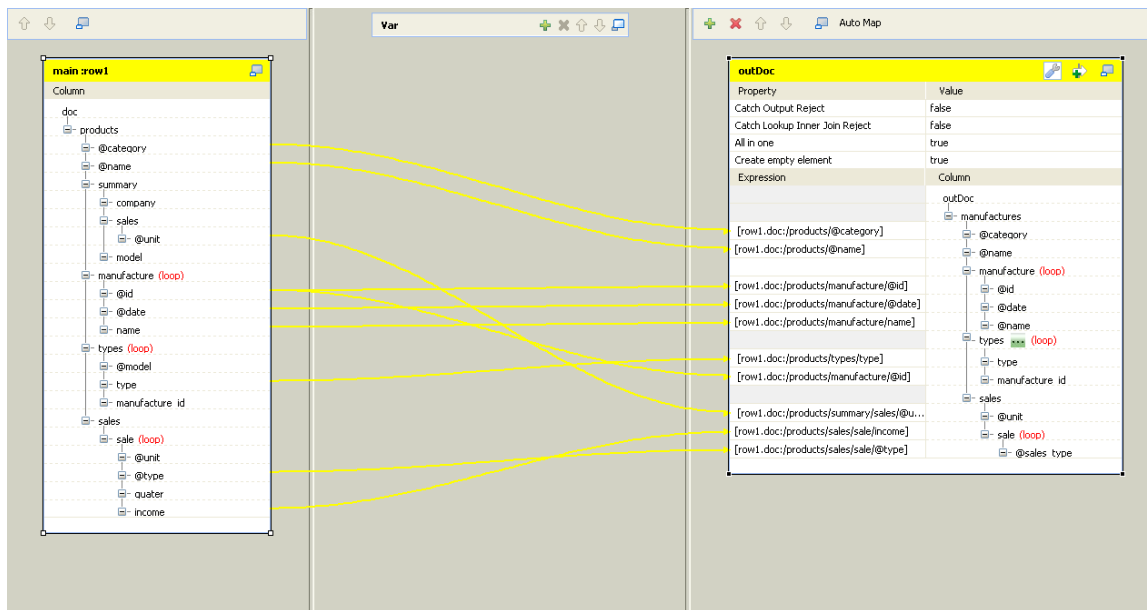 Var
Auto Map
main :row1
Column
doc
products
@category
@name
summary
company
sales
@unit
model
manufacture (loop)
@id
@date
name
types (loop)
@model
type
manufacture_id
sales
sale (loop)
@unit
@type
quater
income
outDoc
Property Value
Catch Output Reject false
Catch Lookup Inner Join Reject false
All in one true
Create empty element true
Expression Column
outDoc
manufactures
[row1.doc:/products/@category] @category
[row1.doc:/products/@name] @name
manufacture (loop)
[row1.doc:/products/manufacture/@id] @id
[row1.doc:/products/manufacture/@date] @date
[row1.doc:/products/manufacture/name] @name
types (loop)
[row1.doc:/products/types/type] type
[row1.doc:/products/manufacture/@id] manufacture_id
sales
[row1.doc:/products/summary/sales/@u... @unit
[row1.doc:/products/sales/sale/income] sale (loop)
[row1.doc:/products/sales/sale/@type] @sales_type